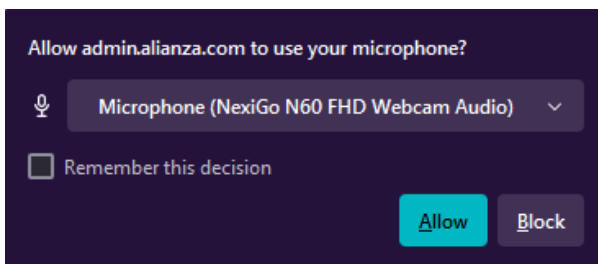 Allow admin.alianza.com to use your microphone?
Microphone (NexiGo N60 FHD Webcam Audio)
Remember this decision
Allow Block